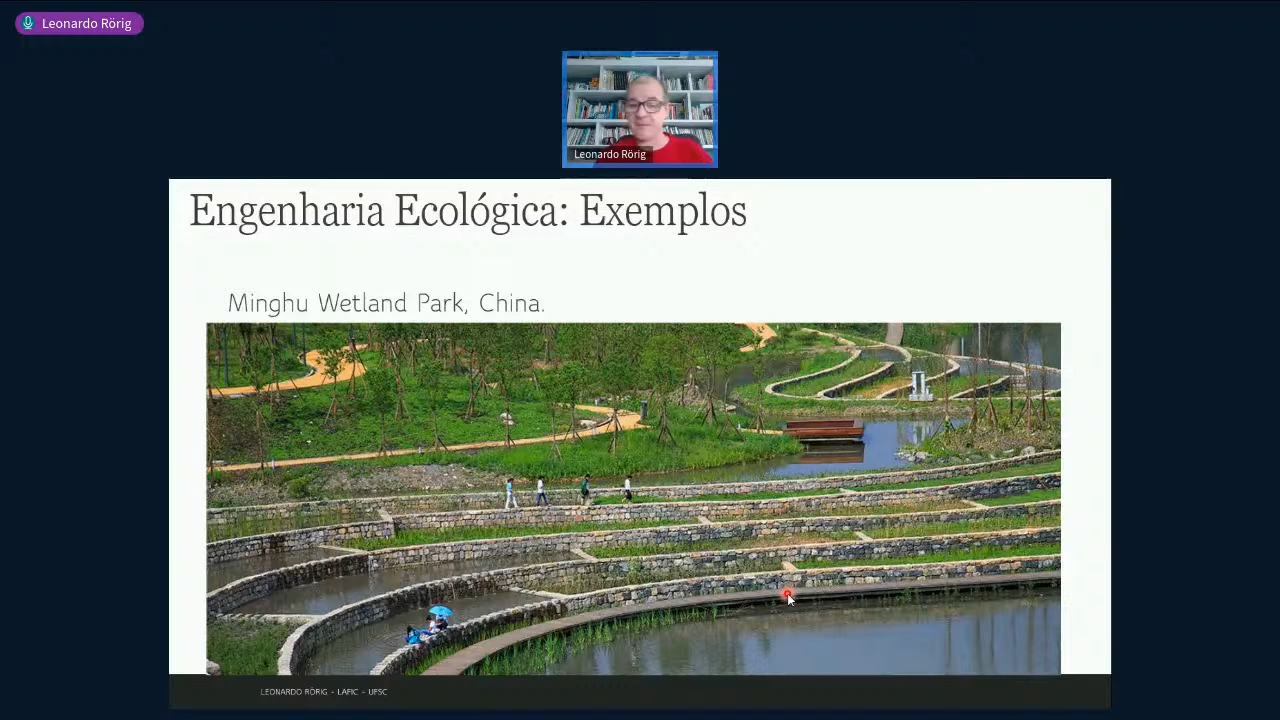 Leonardo Rörig
Leonardo Rörig
Engenharia Ecológica: Exemplos
Minghu Wetland Park, China.
LEONARDO RÖRIG - LAFIC - UFSC